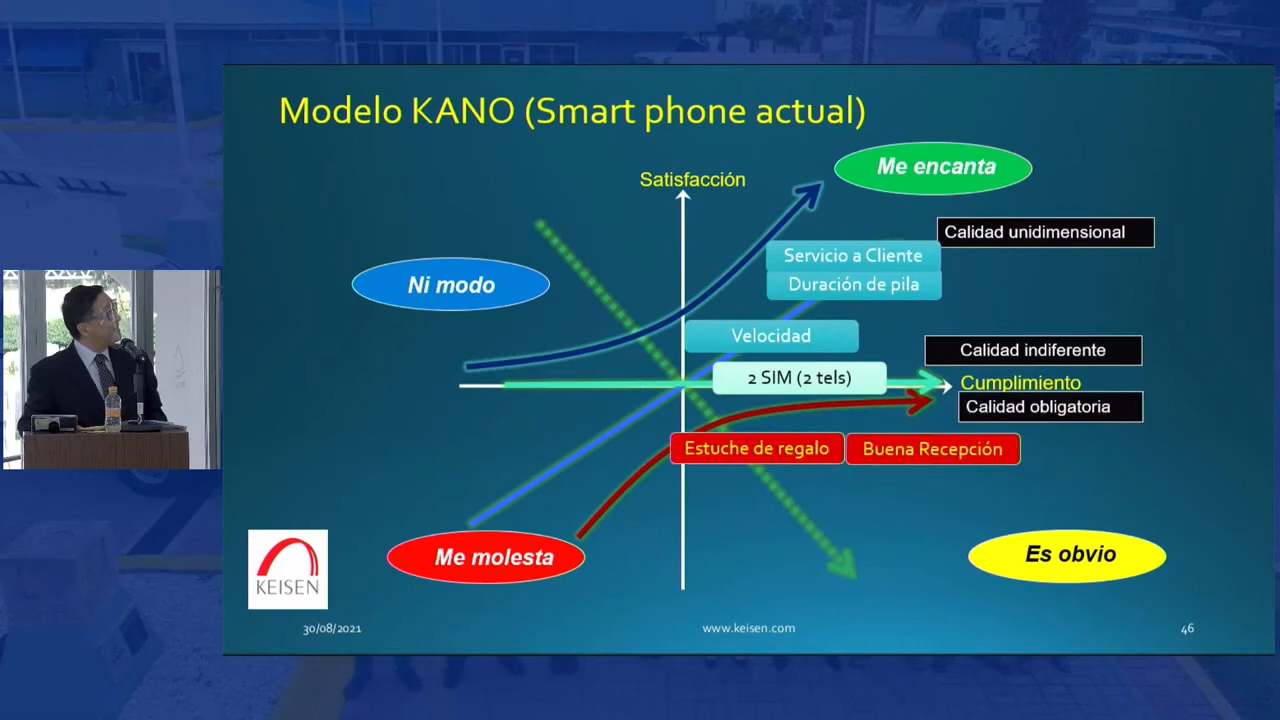 Modelo KANO (Smart phone actual)
Me encanta
Satisfacción
Calidad unidimensional
Servicio a Cliente
Duración de pila
Ni modo
Velocidad
Calidad indiferente
2 SIM (2 tels)
Cumplimiento
Calidad obligatoria
Estuche de regalo
Buena Recepción
Me molesta
Es obvio
KEISEN
30/08/2021
www.keisen.com
46